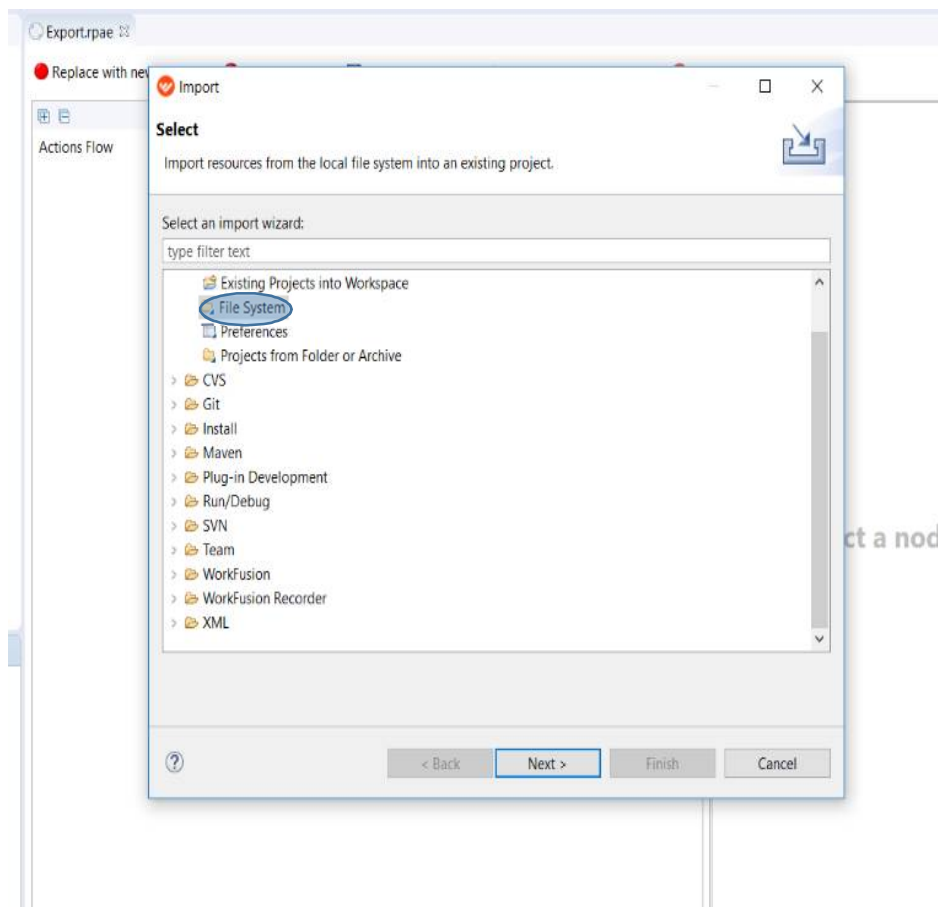 Export.rpae
Replace with new
Import
Select
Actions Flow
Import resources from the local file system into an existing project.
Select an import wizard:
type filter text
Existing Projects into Workspace
File System
Preferences
Projects from Folder or Archive
CVS
Git
Install
Maven
Plug-in Development
Run/Debug
SVN
ct a nod
Team
WorkFusion
WorkFusion Recorder
XML
< Back Next > Finish Cancel